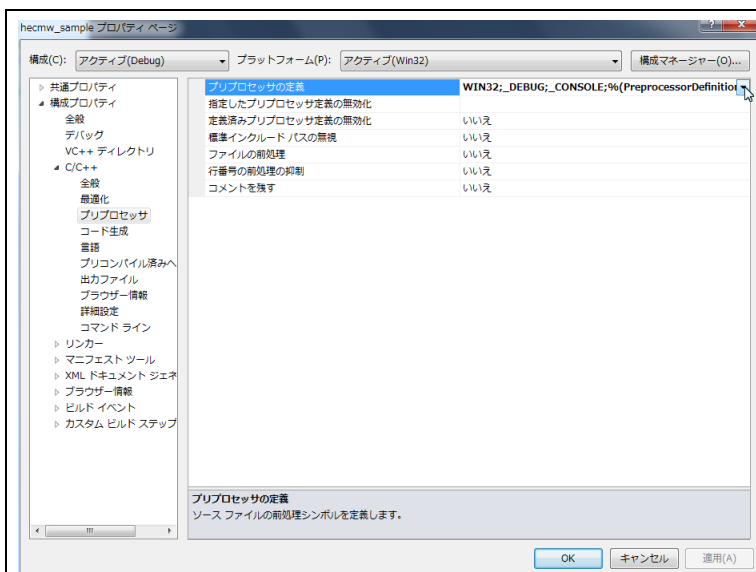 hecmw_sample プロパティ ページ
構成(C): アクティブ(Debug) プラットフォーム(P): アクティブ(Win32) 構成マネージャー(O)...
共通プロパティ
構成プロパティ
全般
デバッグ
VC++ ディレクトリ
C/C++
全般
最適化
プリプロセッサ
コード生成
言語
プリコンパイル済みヘ
出力ファイル
ブラウザー情報
詳細設定
コマンド ライン
リンカー
マニフェスト ツール
XML ドキュメント ジェネ
ブラウザー情報
ビルド イベント
カスタム ビルド ステップ
プリプロセッサの定義 WIN32;_DEBUG;_CONSOLE;%(PreprocessorDefinition
指定したプリプロセッサ定義の無効化
定義済みプリプロセッサ定義の無効化 いいえ
標準インクルード パスの無視 いいえ
ファイルの前処理 いいえ
行番号の前処理の抑制 いいえ
コメントを残す いいえ
プリプロセッサの定義
ソース ファイルの前処理シンボルを定義します。
OK キャンセル 適用(A)